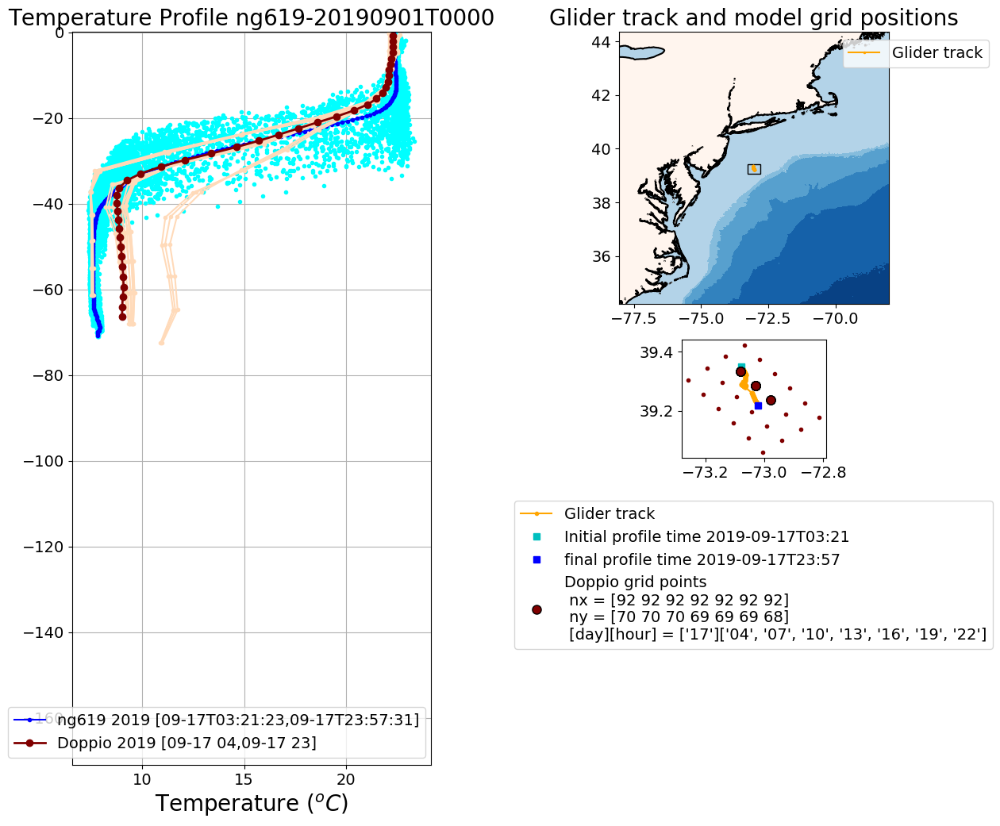 Temperature Profile ng619-20190901T0000
0
−20
−40
−60
−80
−100
−120
−140
−160
10
15
20
Temperature (°C)
ng619 2019 [09-17T03:21:23,09-17T23:57:31]
Doppio 2019 [09-17 04,09-17 23]
Glider track and model grid positions
Glider track
44
42
40
38
36
−77.5
−75.0
−72.5
−70.0
39.4
39.2
−73.2
−73.0
−72.8
Glider track
Initial profile time 2019-09-17T03:21
final profile time 2019-09-17T23:57
Doppio grid points
nx = [92 92 92 92 92 92 92]
ny = [70 70 70 69 69 69 68]
[day][hour] = ['17']['04', '07', '10', '13', '16', '19', '22']